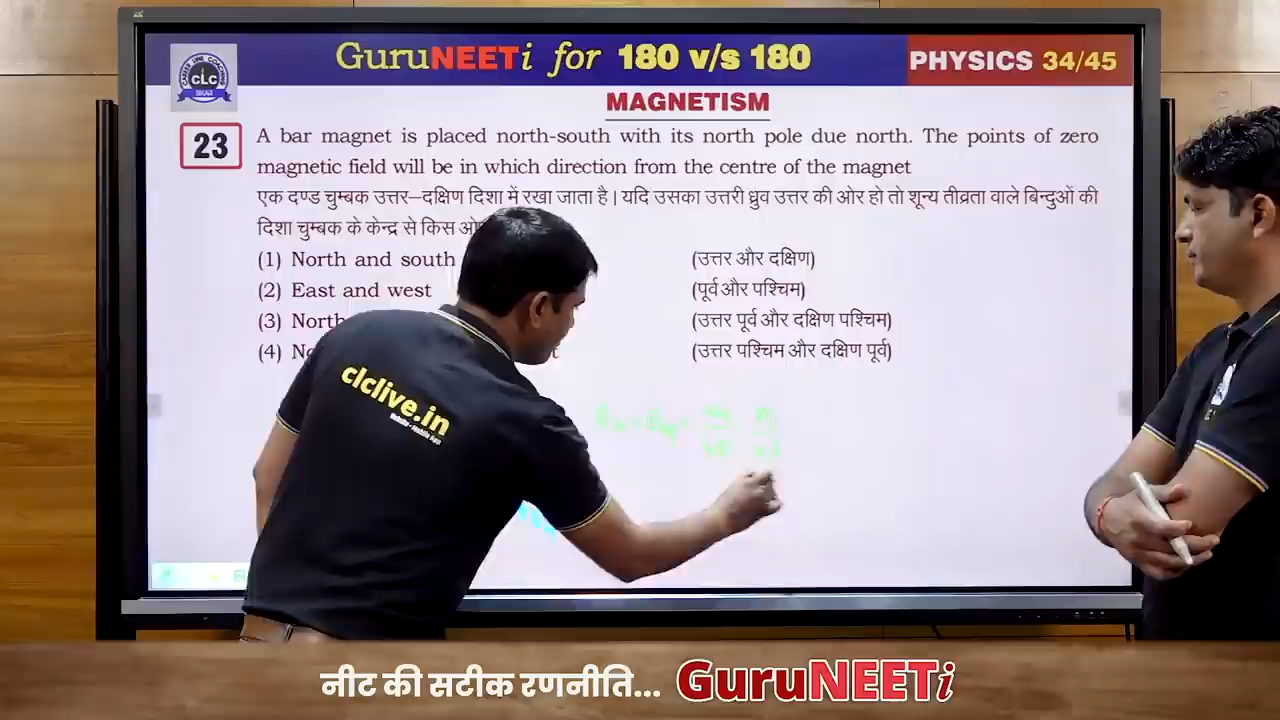 GuruNEETi for 180 v/s 180
PHYSICS 34/45
CLC
SIKAR
MAGNETISM
23
A bar magnet is placed north-south with its north pole due north. The points of zero
magnetic field will be in which direction from the centre of the magnet
एक दण्ड चुम्बक उत्तर–दक्षिण दिशा में रखा जाता है। यदि उसका उत्तरी ध्रुव उत्तर की ओर हो तो शून्य तीव्रता वाले बिन्दुओं की
दिशा चुम्बक के केन्द्र से किस
(1) North and south (उत्तर और दक्षिण)
(2) East and west (पूर्व और पश्चिम)
(3) North (उत्तर पूर्व और दक्षिण पश्चिम)
(4) (उत्तर पश्चिम और दक्षिण पूर्व)
clclive.in
नीट की सटीक रणनीति... GuruNEETi